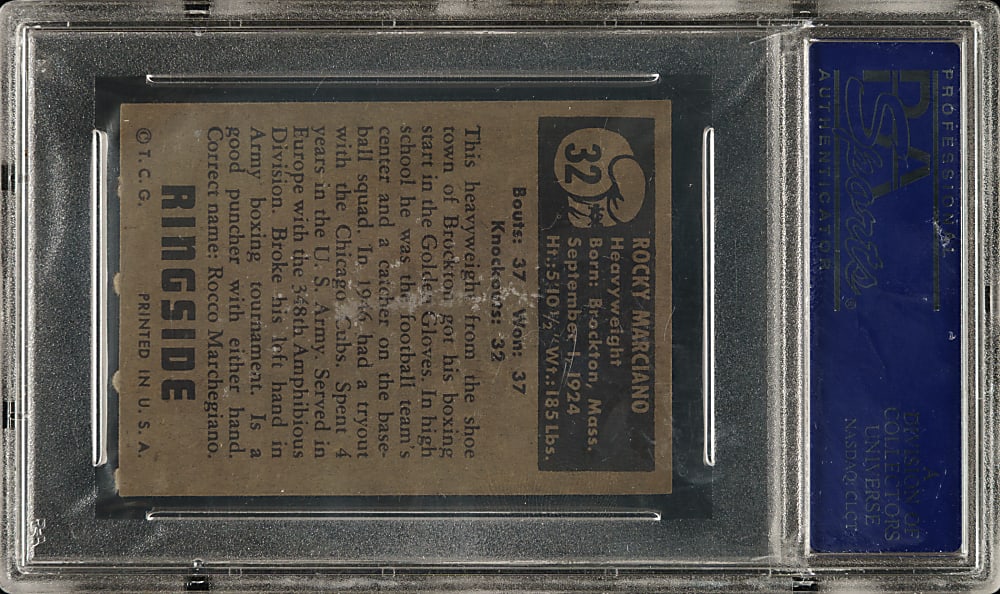 PROFESSIONAL
PSA
Sports®
AUTHENTICATOR
A
DIVISION OF
COLLECTORS
UNIVERSE
NASDAQ: CLCT
32
ROCKY MARCIANO
Heavyweight
Born: Brockton, Mass.
September 1, 1924
Ht.: 5:10½ Wt.: 185 Lbs.
Bouts: 37 Won: 37
Knockouts: 32
This heavyweight from the shoe
town of Brockton got his boxing
start in the Golden Gloves. In high
school he was the football team's
center and a catcher on the base-
ball squad. In 1946 had a tryout
with the Chicago Cubs. Spent 4
years in the U. S. Army. Served in
Europe with the 348th Amphibious
Division. Broke his left hand in
Army boxing tournament. Is a
good puncher with either hand.
Correct name: Rocco Marchegiano.
RINGSIDE
© T. C. G. PRINTED IN U. S. A.